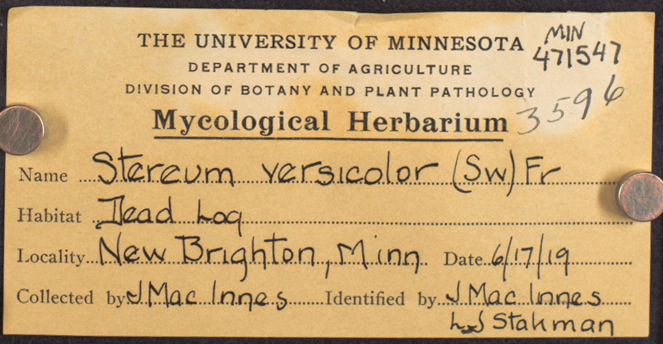 THE UNIVERSITY OF MINNESOTA
MIN
471547
DEPARTMENT OF AGRICULTURE
DIVISION OF BOTANY AND PLANT PATHOLOGY
3596
Mycological Herbarium
Name Stereum versicolor (Sw) Fr
Habitat Dead Log
Locality New Brighton, Minn Date 6/17/19
Collected by J Mac Innes Identified by J Mac Innes
L J Stakman